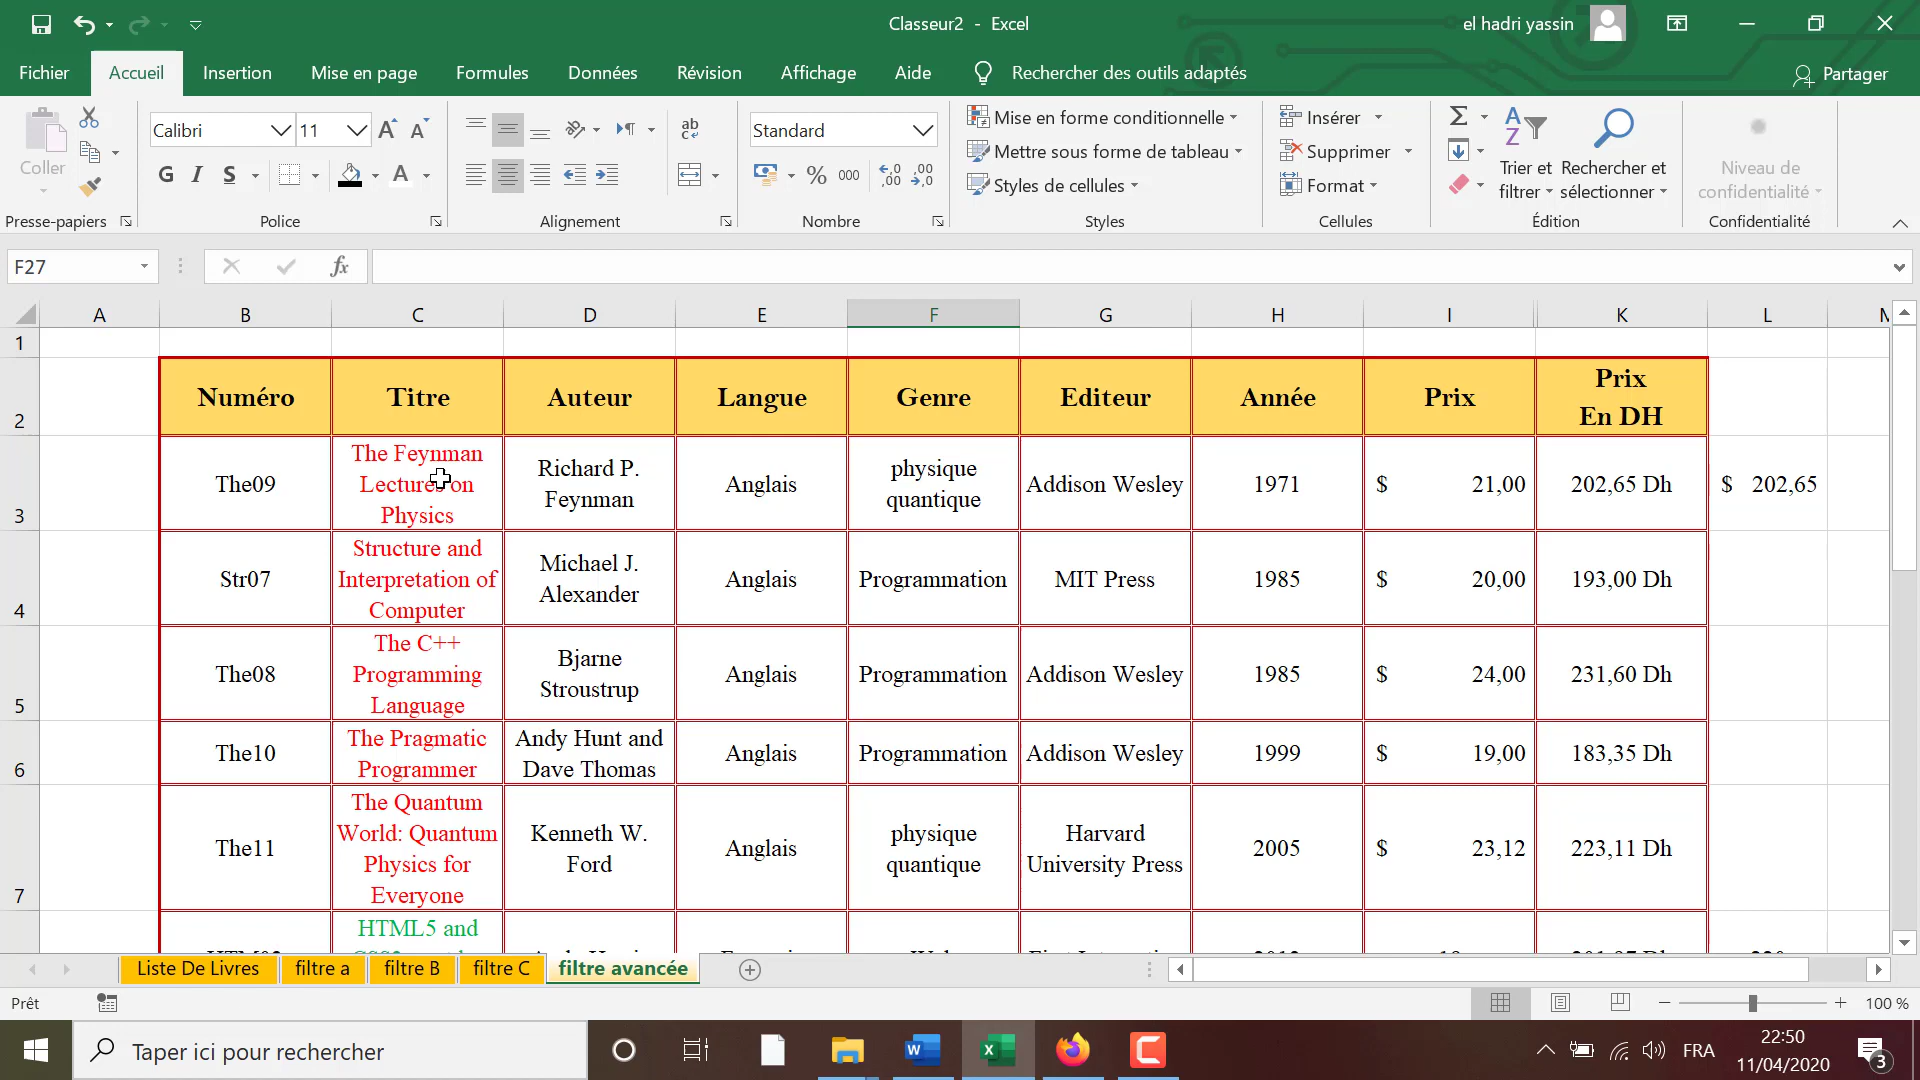 Classeur2 - Excel
el hadri yassin
Fichier Accueil Insertion Mise en page Formules Données Révision Affichage Aide Rechercher des outils adaptés Partager
Coller
Calibri 11
Standard
G I S
% 000
Mise en forme conditionnelle
Mettre sous forme de tableau
Styles de cellules
Insérer
Supprimer
Format
Trier et filtrer
Rechercher et sélectionner
Niveau de confidentialité
Presse-papiers Police Alignement Nombre Styles Cellules Édition Confidentialité
F27 fx
A B C D E F G H I K L
1
2 Numéro Titre Auteur Langue Genre Editeur Année Prix Prix En DH
3 The09 The Feynman Lectures on Physics Richard P. Feynman Anglais physique quantique Addison Wesley 1971 $ 21,00 202,65 Dh $ 202,65
4 Str07 Structure and Interpretation of Computer Michael J. Alexander Anglais Programmation MIT Press 1985 $ 20,00 193,00 Dh
5 The08 The C++ Programming Language Bjarne Stroustrup Anglais Programmation Addison Wesley 1985 $ 24,00 231,60 Dh
6 The10 The Pragmatic Programmer Andy Hunt and Dave Thomas Anglais Programmation Addison Wesley 1999 $ 19,00 183,35 Dh
7 The11 The Quantum World: Quantum Physics for Everyone Kenneth W. Ford Anglais physique quantique Harvard University Press 2005 $ 23,12 223,11 Dh
HTML5 and
Liste De Livres filtre a filtre B filtre C filtre avancée
Prêt 100 %
Taper ici pour rechercher
FRA
22:50
11/04/2020
3